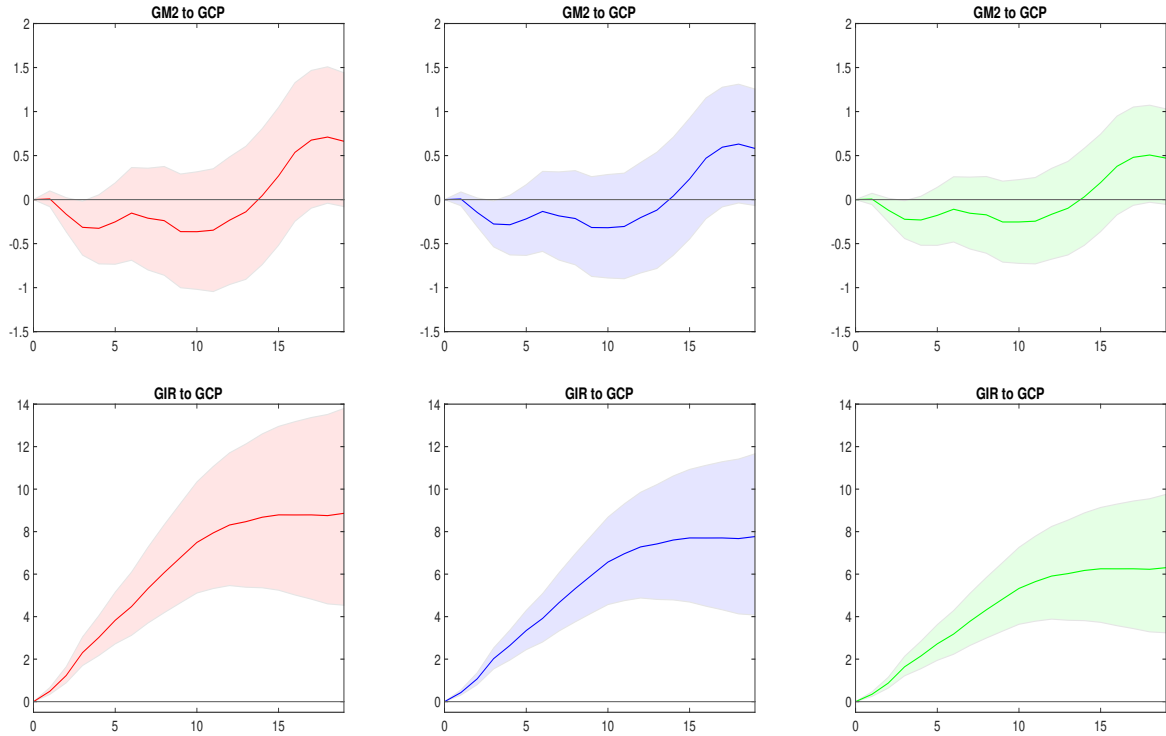 GM2 to GCP GM2 to GCP GM2 to GCP
2 2 2
1.5 1.5 1.5
1 1 1
0.5 0.5 0.5
0 0 0
-0.5 -0.5 -0.5
-1 -1 -1
-1.5 -1.5 -1.5
0 5 10 15 0 5 10 15 0 5 10 15
GIR to GCP GIR to GCP GIR to GCP
14 14 14
12 12 12
10 10 10
8 8 8
6 6 6
4 4 4
2 2 2
0 0 0
0 5 10 15 0 5 10 15 0 5 10 15